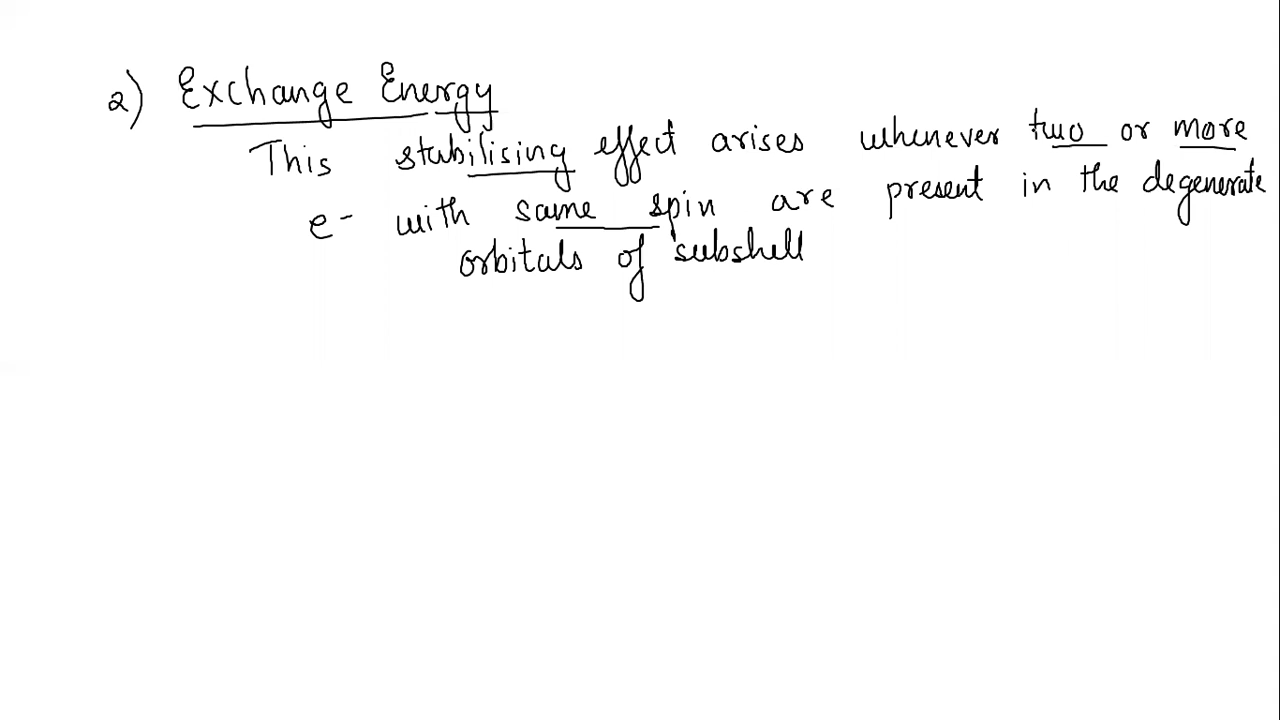 2) Exchange Energy
This stabilising effect arises whenever two or more
e- with same spin are present in the degenerate
orbitals of subshell